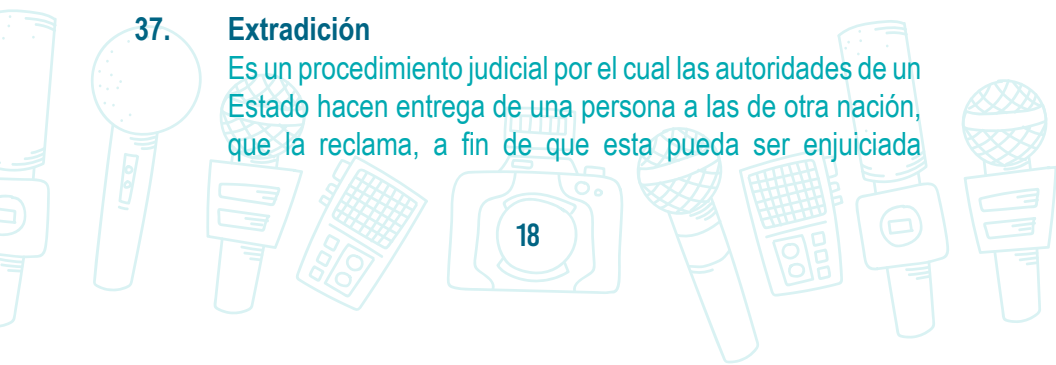 37. Extradición
Es un procedimiento judicial por el cual las autoridades de un
Estado hacen entrega de una persona a las de otra nación,
que la reclama, a fin de que esta pueda ser enjuiciada
18